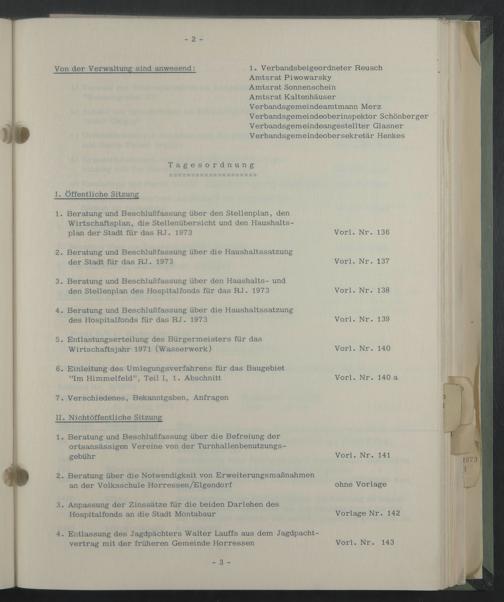 - 2 -
Von der Verwaltung sind anwesend:
1. Verbandsbeigeordneter Reusch
Amtsrat Piwowarsky
Amtsrat Sonnenschein
Amtsrat Kaltenhäuser
Verbandsgemeindeamtmann Merz
Verbandsgemeindeoberinspektor Schönberger
Verbandsgemeindeangestellter Glasner
Verbandsgemeindeobersekretär Henkes
Tagesordnung
====================
I. Öffentliche Sitzung
1. Beratung und Beschlußfassung über den Stellenplan, den
Wirtschaftsplan, die Stellenübersicht und den Haushalts-
plan der Stadt für das RJ. 1973 Vorl. Nr. 136
2. Beratung und Beschlußfassung über die Haushaltssatzung
der Stadt für das RJ. 1973 Vorl. Nr. 137
3. Beratung und Beschlußfassung über den Haushalts- und
den Stellenplan des Hospitalfonds für das RJ. 1973 Vorl. Nr. 138
4. Beratung und Beschlußfassung über die Haushaltssatzung
des Hospitalfonds für das RJ. 1973 Vorl. Nr. 139
5. Entlastungserteilung des Bürgermeisters für das
Wirtschaftsjahr 1971 (Wasserwerk) Vorl. Nr. 140
6. Einleitung des Umlegungsverfahrens für das Baugebiet
"Im Himmelfeld", Teil I, 1. Abschnitt Vorl. Nr. 140 a
7. Verschiedenes, Bekanntgaben, Anfragen
II. Nichtöffentliche Sitzung
1. Beratung und Beschlußfassung über die Befreiung der
ortsansässigen Vereine von der Turnhallenbenutzungs-
gebühr Vorl. Nr. 141
2. Beratung über die Notwendigkeit von Erweiterungsmaßnahmen
an der Volksschule Horressen/Elgendorf ohne Vorlage
3. Anpassung der Zinssätze für die beiden Darlehen des
Hospitalfonds an die Stadt Montabaur Vorlage Nr. 142
4. Entlassung des Jagdpächters Walter Lauffs aus dem Jagdpacht-
vertrag mit der früheren Gemeinde Horressen Vorl. Nr. 143
- 3 -
1973